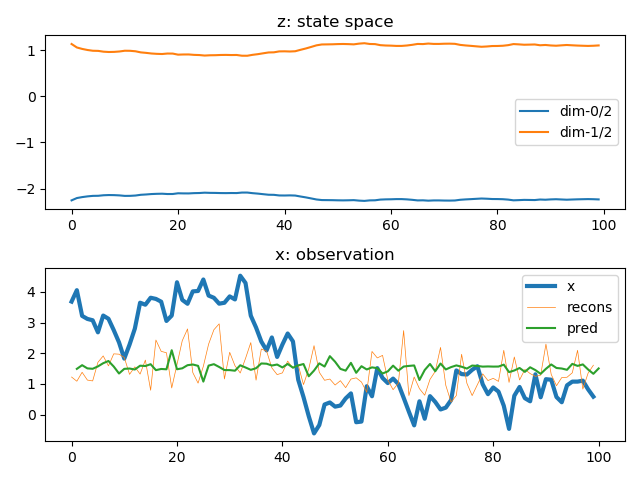 z: state space
1
0
−1
−2
dim-0/2
dim-1/2
0 20 40 60 80 100
x: observation
4
3
2
1
0
x
recons
pred
0 20 40 60 80 100